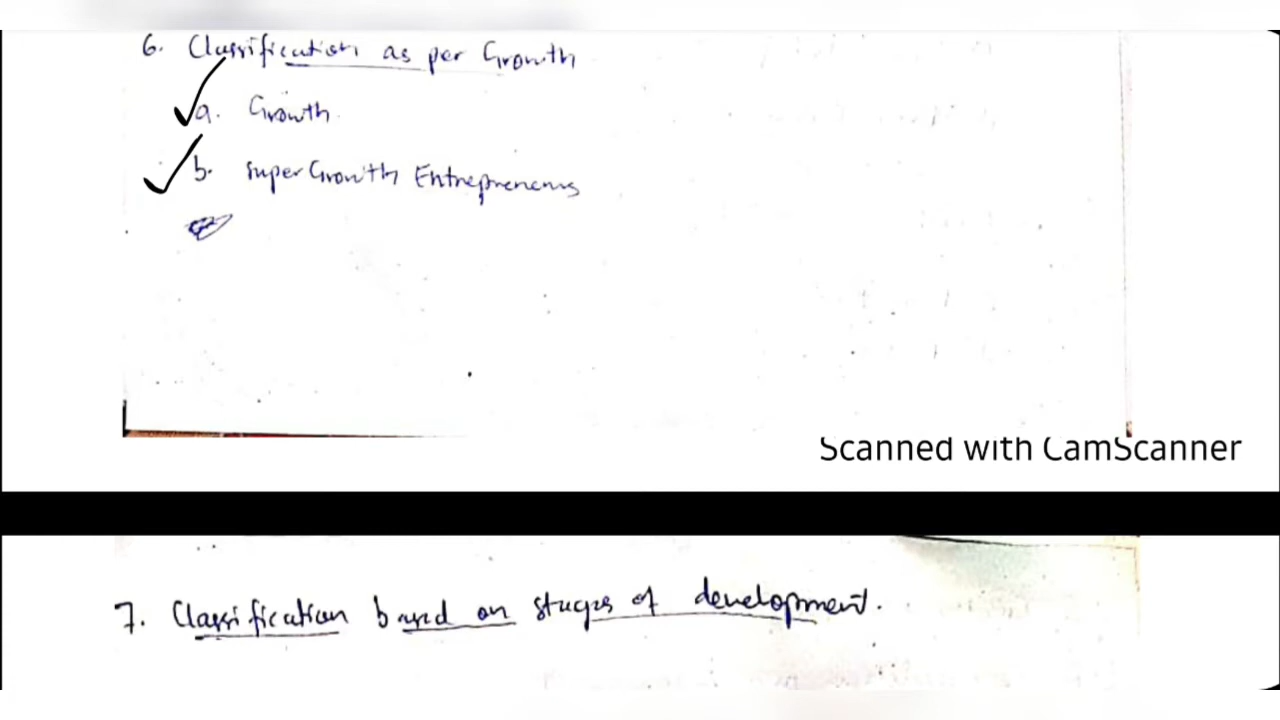 6. Classification as per Growth
a. Growth
b. Super Growth Entrepreneurs
Scanned with CamScanner
7. Classification based on stages of development.